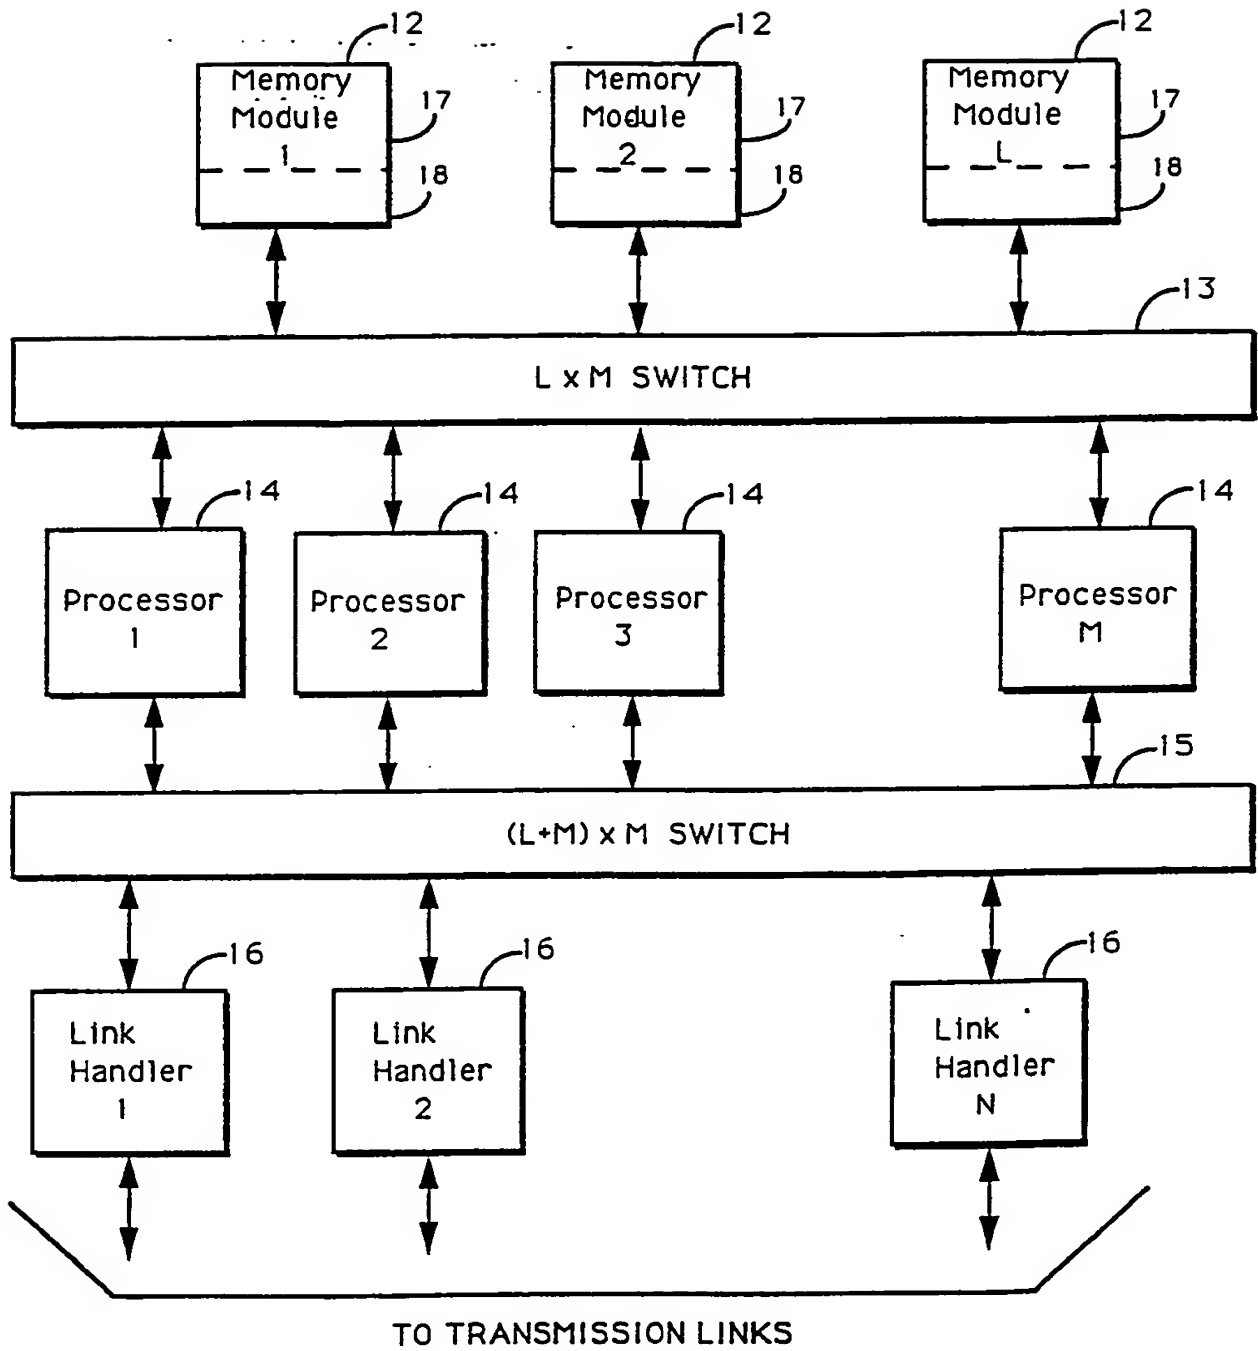 12 12 12
Memory Memory Memory
Module Module Module
1 2 L
17 17 17
18 18 18
13
L x M SWITCH
14 14 14 14
Processor Processor Processor Processor
1 2 3 M
15
(L+M) x M SWITCH
16 16 16
Link Link Link
Handler Handler Handler
1 2 N
TO TRANSMISSION LINKS